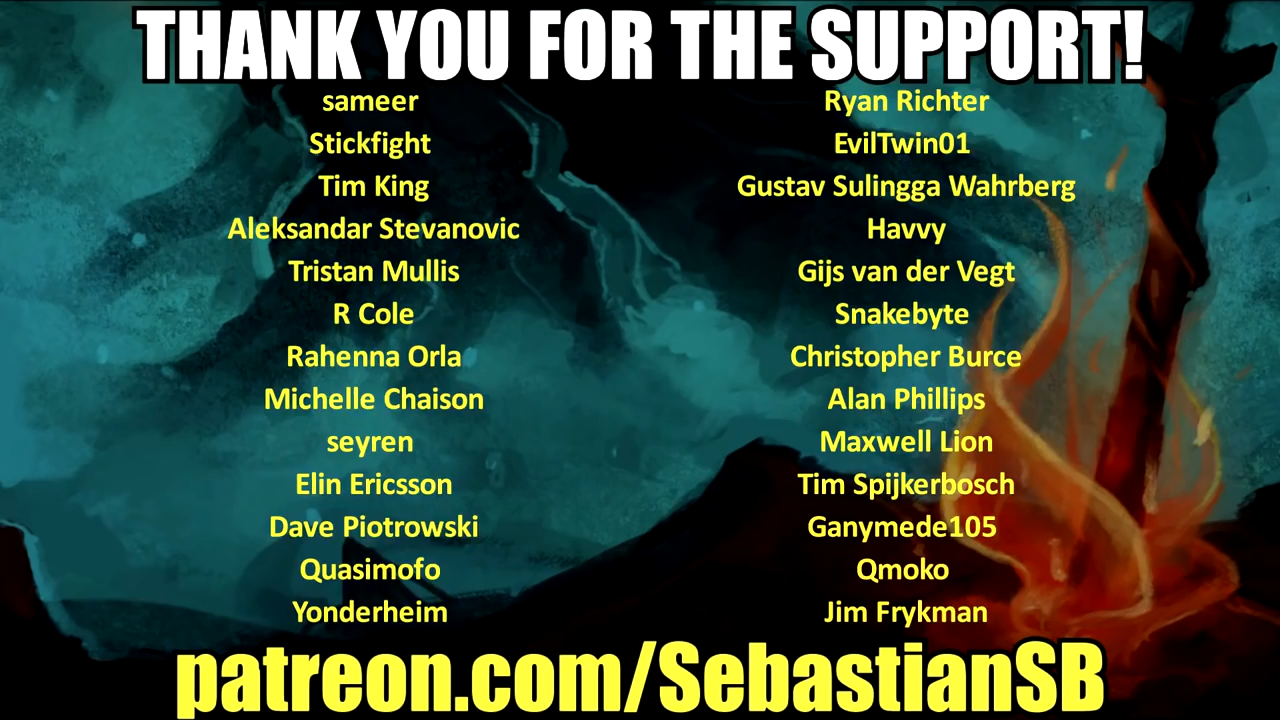 THANK YOU FOR THE SUPPORT!
sameer
Stickfight
Tim King
Aleksandar Stevanovic
Tristan Mullis
R Cole
Rahenna Orla
Michelle Chaison
seyren
Elin Ericsson
Dave Piotrowski
Quasimofo
Yonderheim
Ryan Richter
EvilTwin01
Gustav Sulingga Wahrberg
Havvy
Gijs van der Vegt
Snakebyte
Christopher Burce
Alan Phillips
Maxwell Lion
Tim Spijkerbosch
Ganymede105
Qmoko
Jim Frykman
patreon.com/SebastianSB